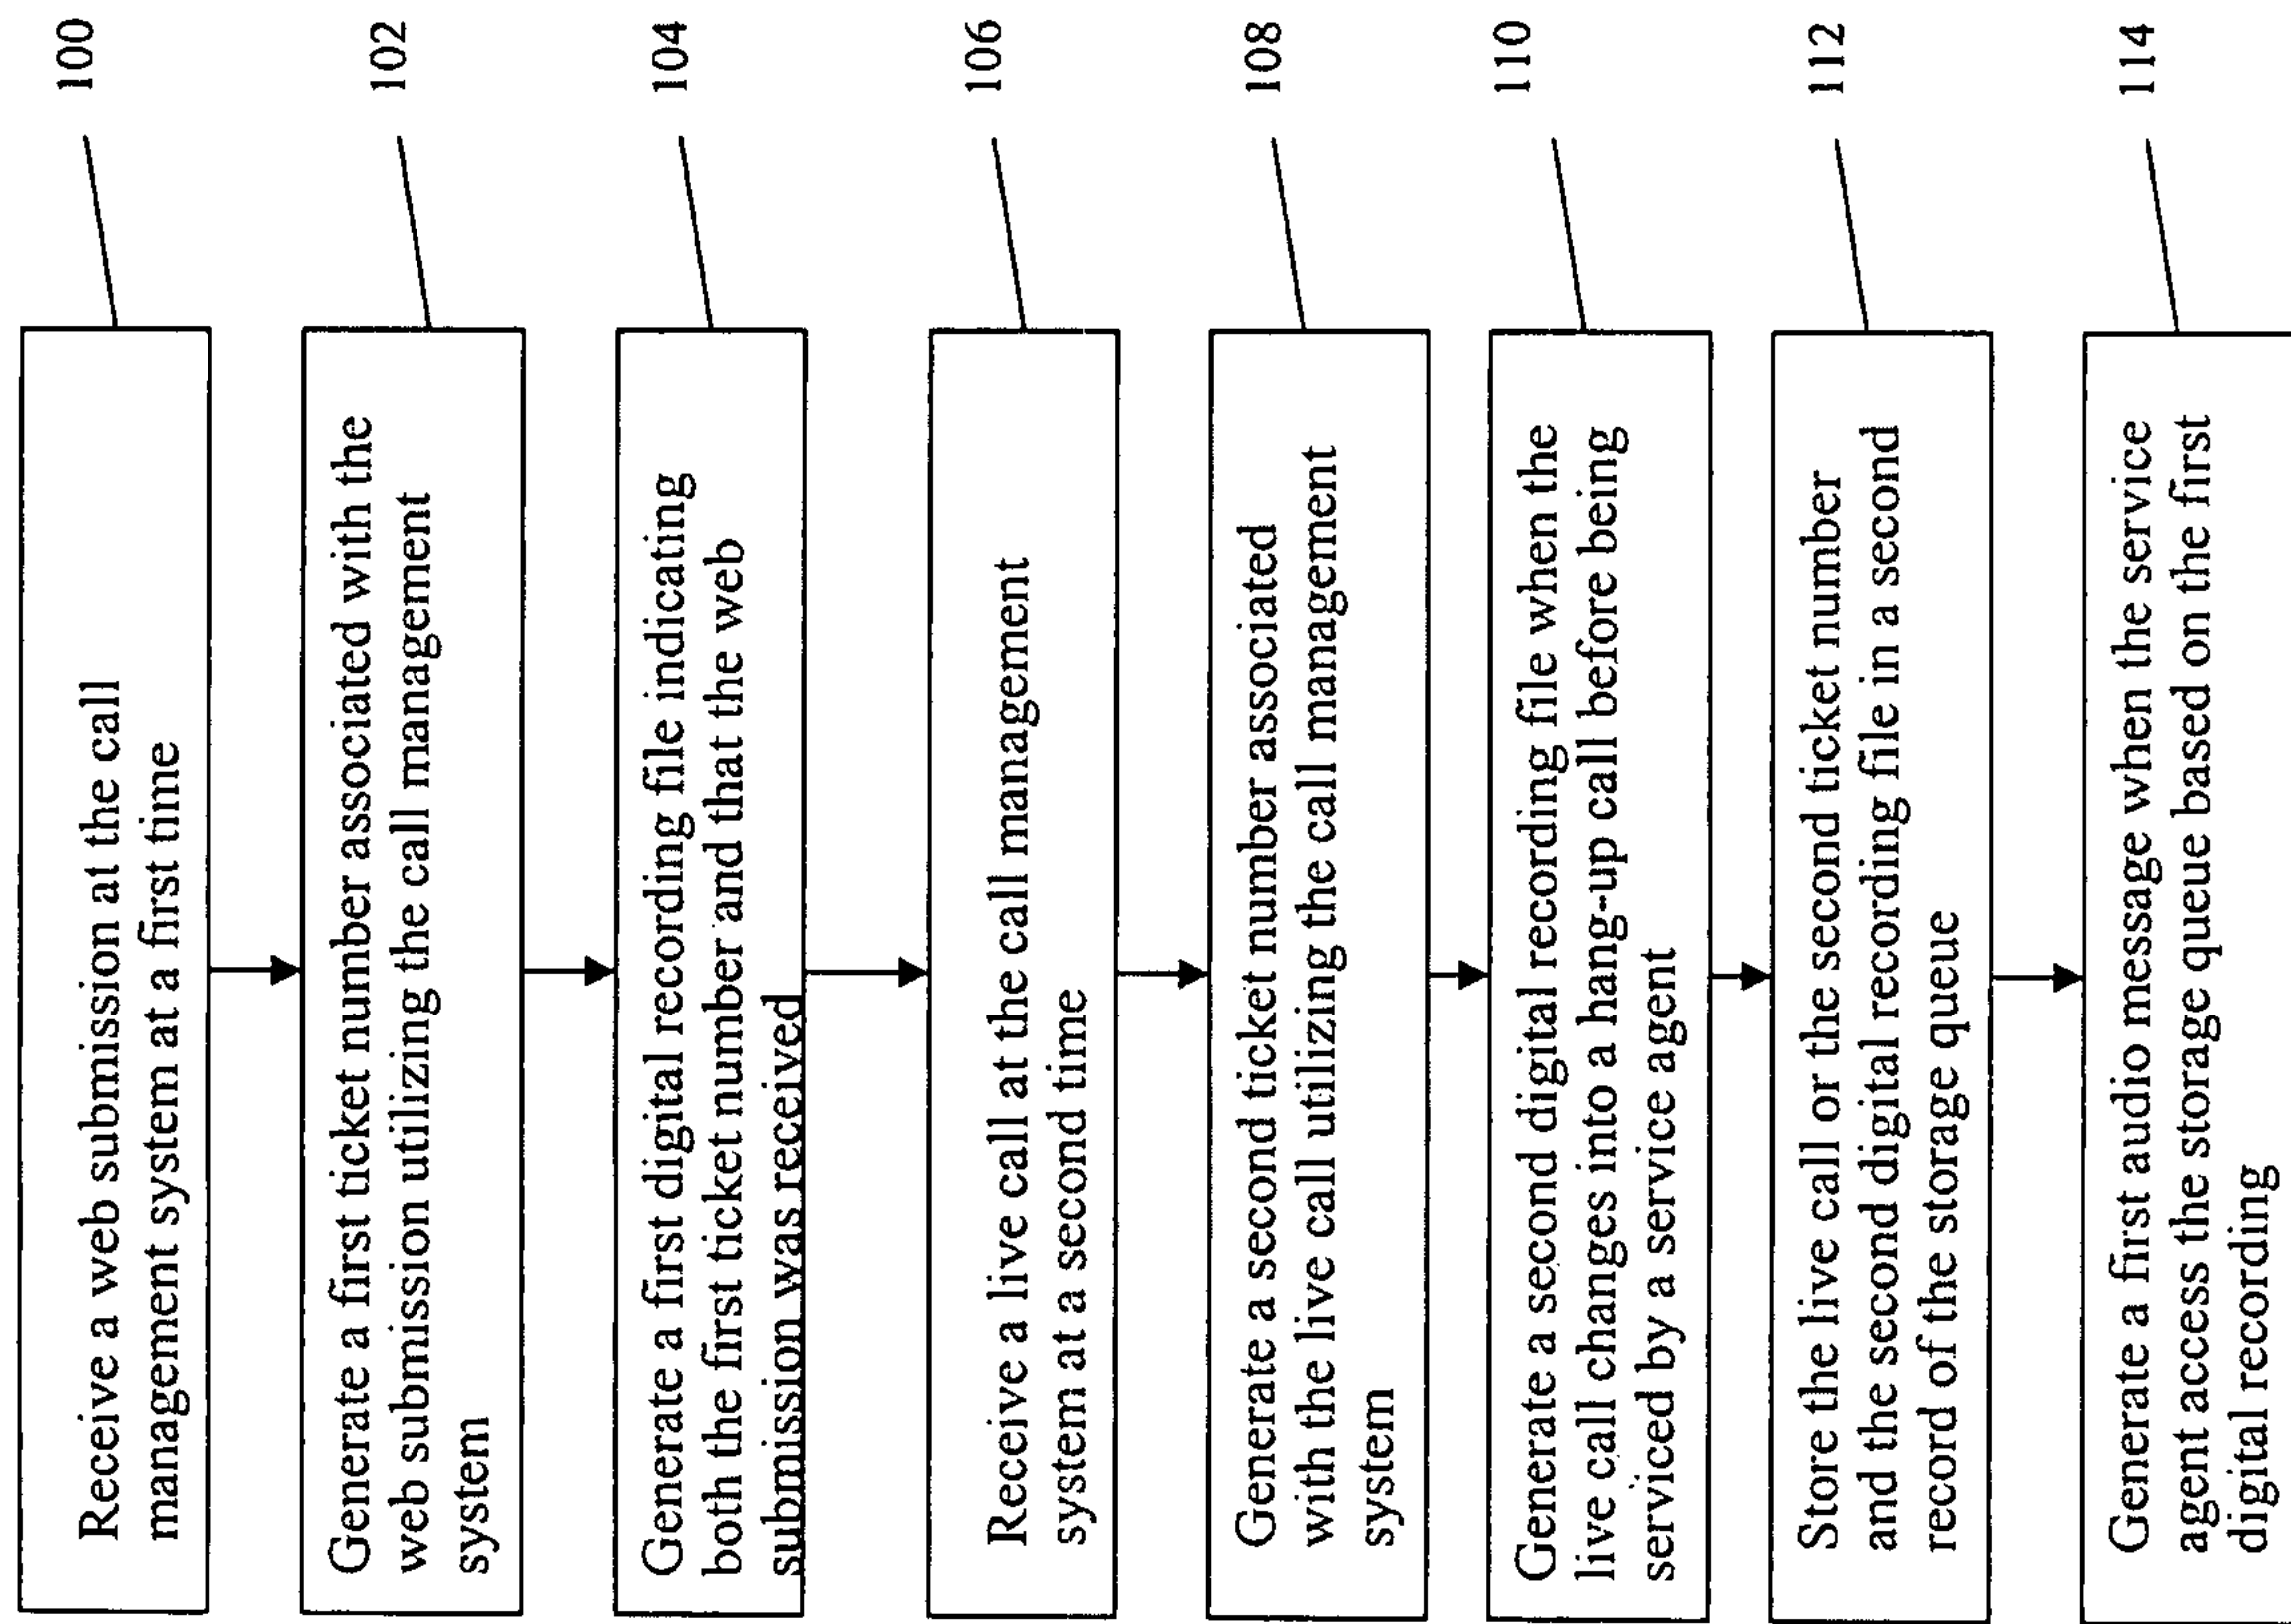 Receive a web submission at the call
management system at a first time
100
Generate a first ticket number associated with the
web submission utilizing the call management
system
102
Generate a first digital recording file indicating
both the first ticket number and that the web
submission was received
104
Receive a live call at the call management
system at a second time
106
Generate a second ticket number associated
with the live call utilizing the call management
system
108
Generate a second digital recording file when the
live call changes into a hang-up call before being
serviced by a service agent
110
Store the live call or the second ticket number
and the second digital recording file in a second
record of the storage queue
112
Generate a first audio message when the service
agent access the storage queue based on the first
digital recording
114